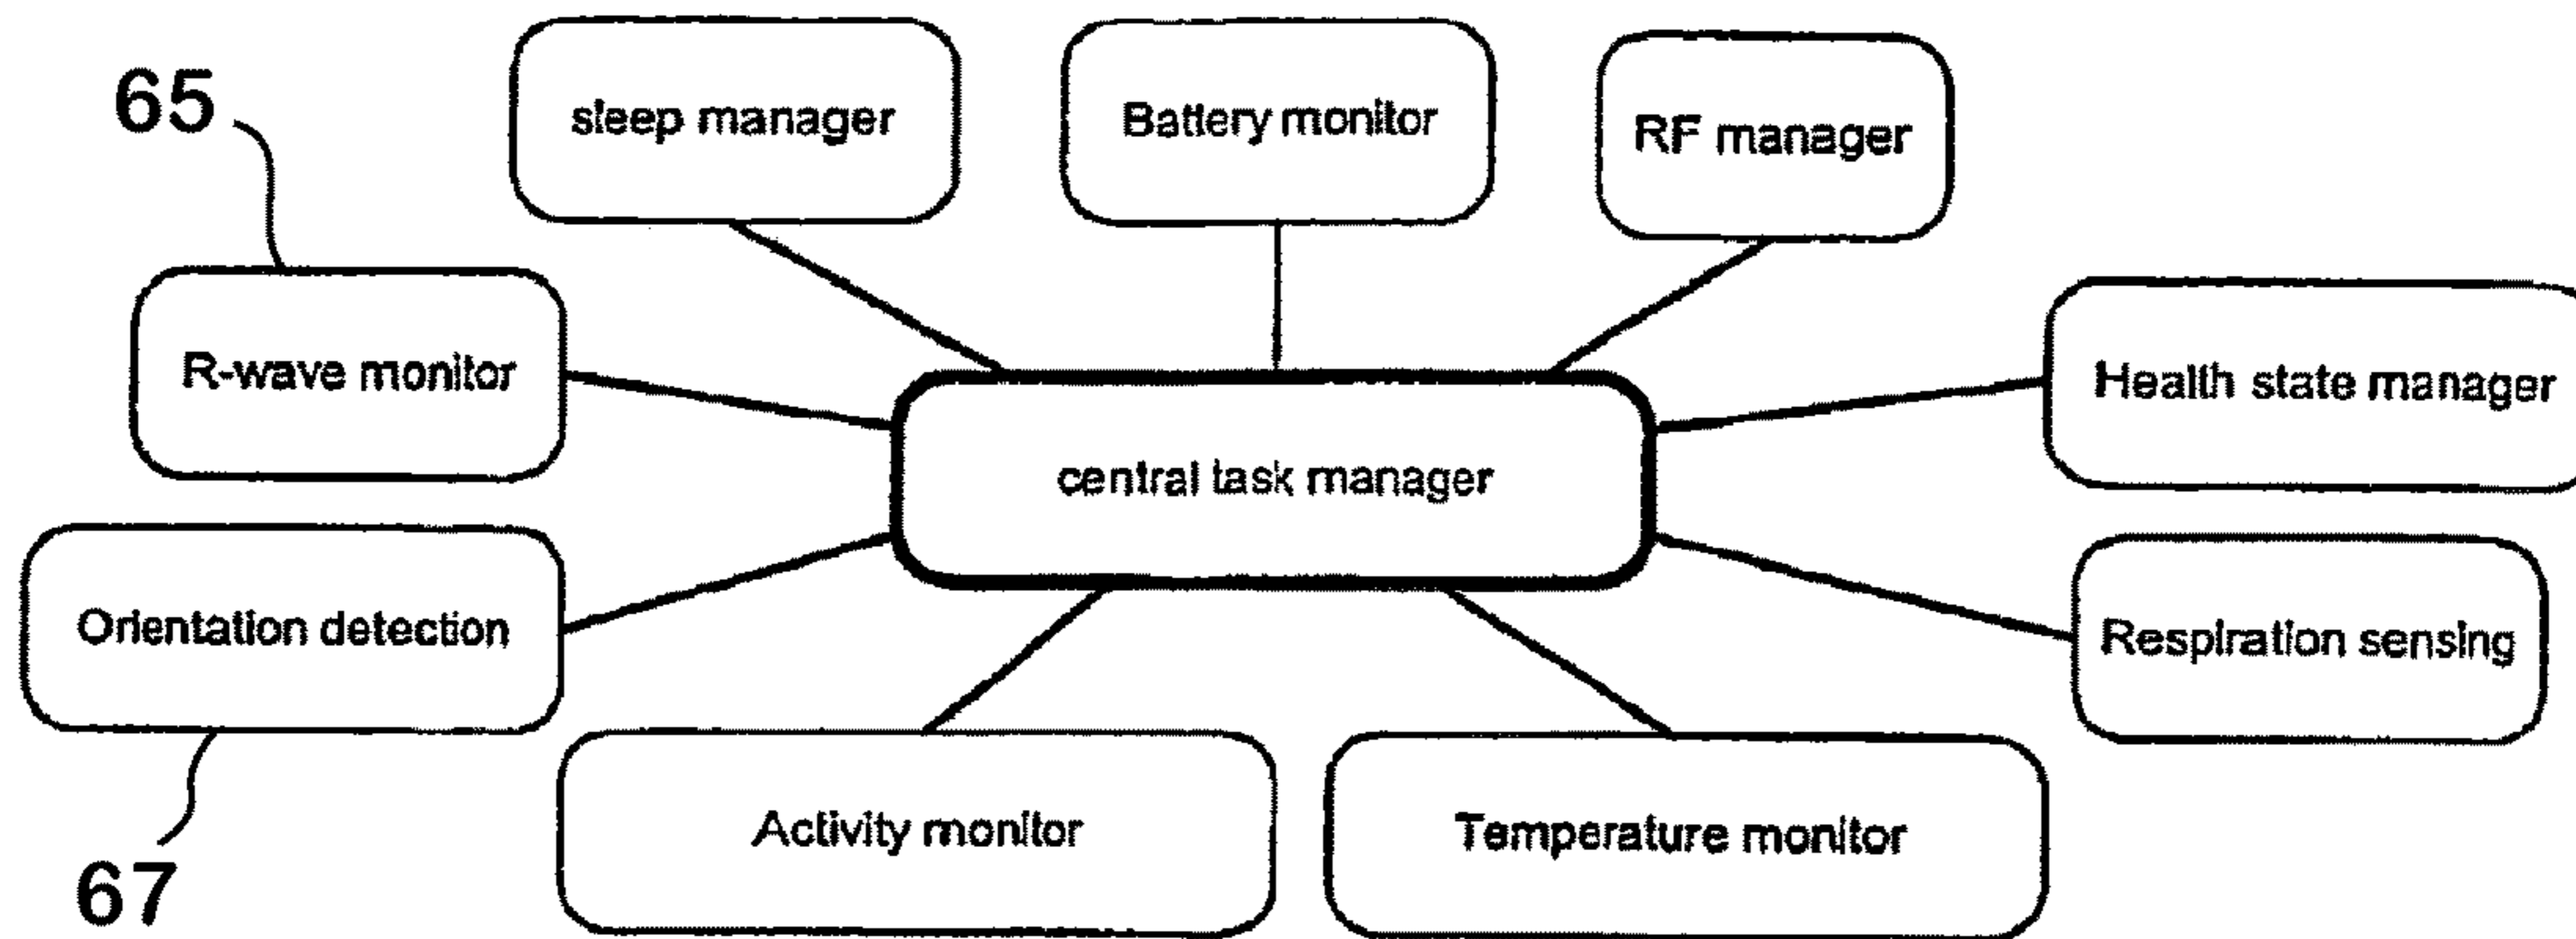 65
sleep manager
Battery monitor
RF manager
R-wave monitor
Health state manager
central task manager
Orientation detection
Respiration sensing
Activity monitor
Temperature monitor
67